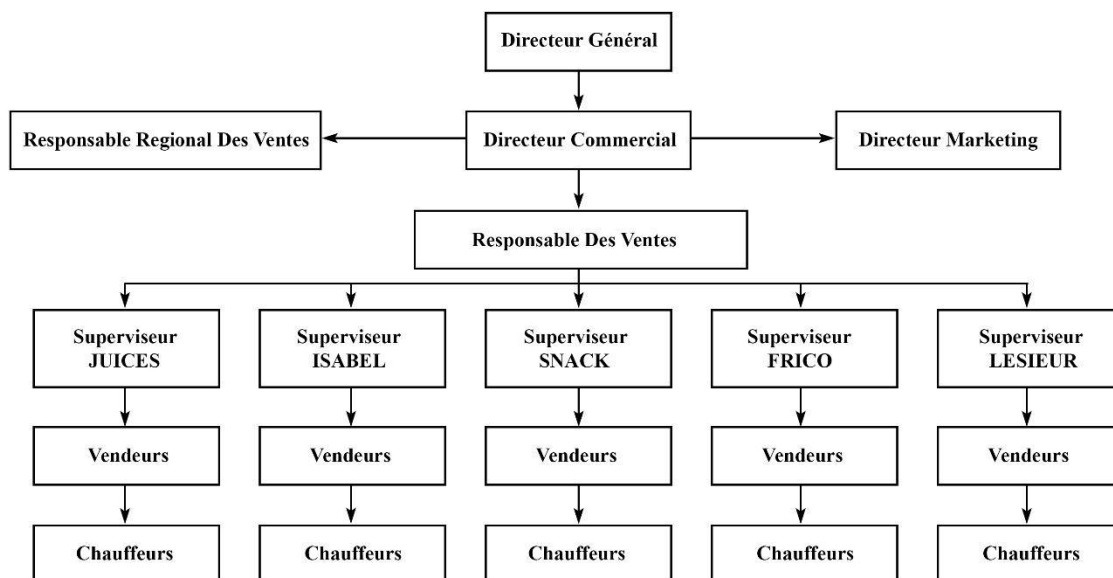 Directeur Général
Responsable Regional Des Ventes
Directeur Commercial
Directeur Marketing
Responsable Des Ventes
Superviseur
JUICES
Superviseur
ISABEL
Superviseur
SNACK
Superviseur
FRICO
Superviseur
LESIEUR
Vendeurs
Vendeurs
Vendeurs
Vendeurs
Vendeurs
Chauffeurs
Chauffeurs
Chauffeurs
Chauffeurs
Chauffeurs